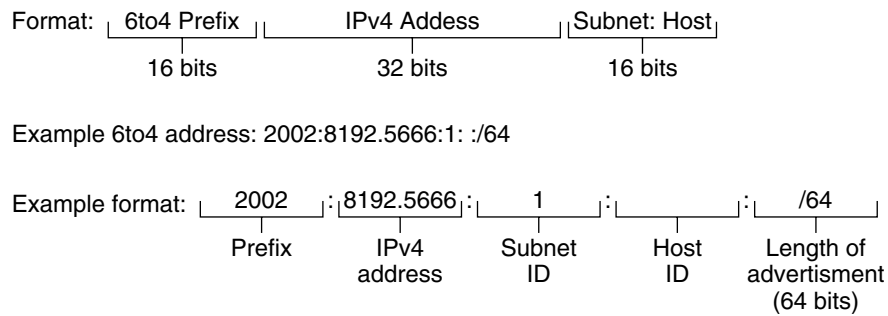 Format: 6to4 Prefix IPv4 Addess Subnet: Host
16 bits 32 bits 16 bits
Example 6to4 address: 2002:8192.5666:1: :/64
Example format: 2002 : 8192.5666 : 1 : : /64
Prefix IPv4 Subnet Host Length of
address ID ID advertisment
(64 bits)